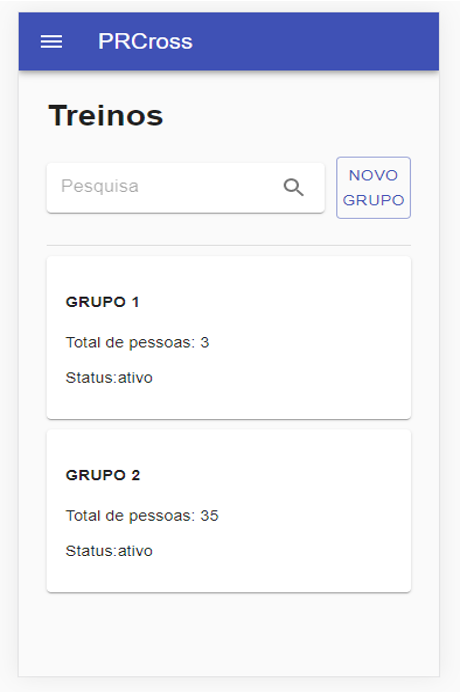 PRCross
Treinos
Pesquisa
NOVO
GRUPO
GRUPO 1
Total de pessoas: 3
Status:ativo
GRUPO 2
Total de pessoas: 35
Status:ativo